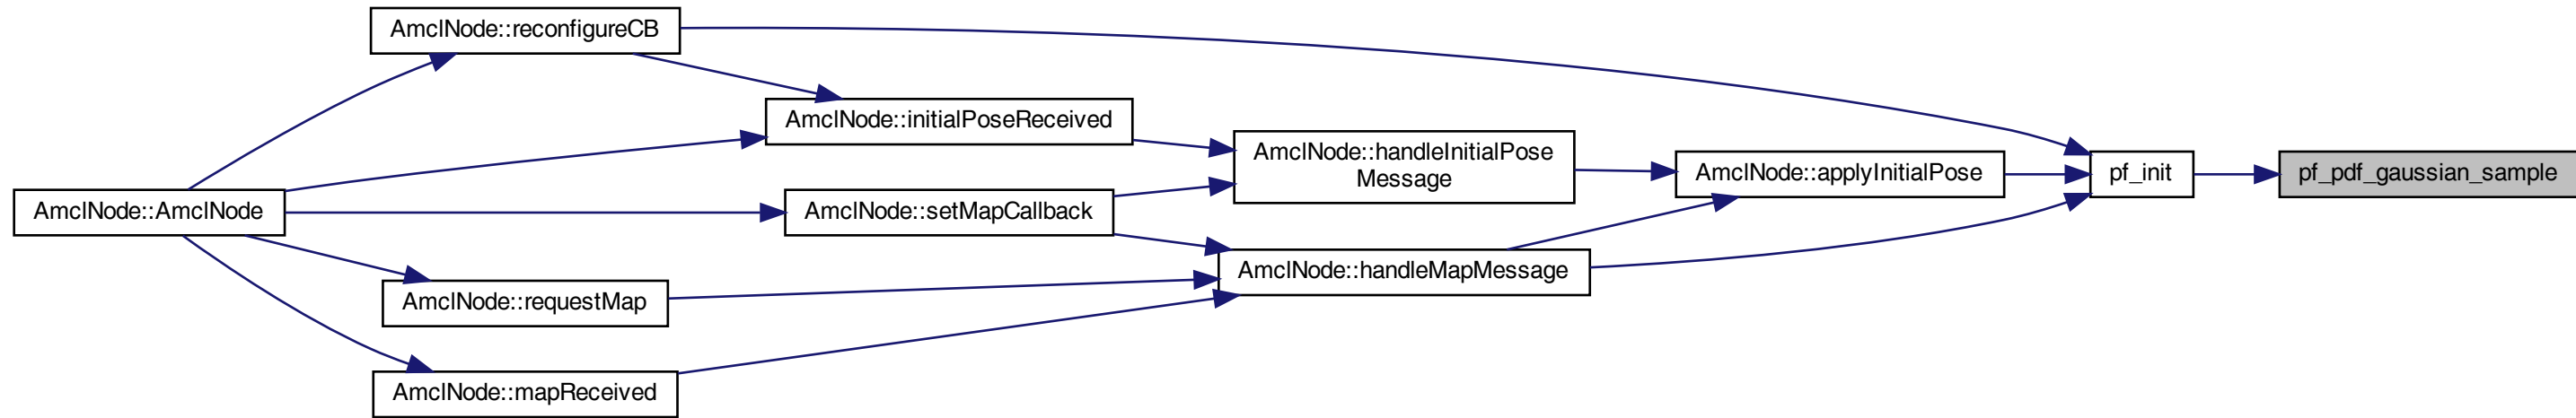 AmclNode::reconfigureCB
AmclNode::initialPoseReceived
AmclNode::handleInitialPose
Message
AmclNode::applyInitialPose
pf_init
pf_pdf_gaussian_sample
AmclNode::AmclNode
AmclNode::setMapCallback
AmclNode::handleMapMessage
AmclNode::requestMap
AmclNode::mapReceived